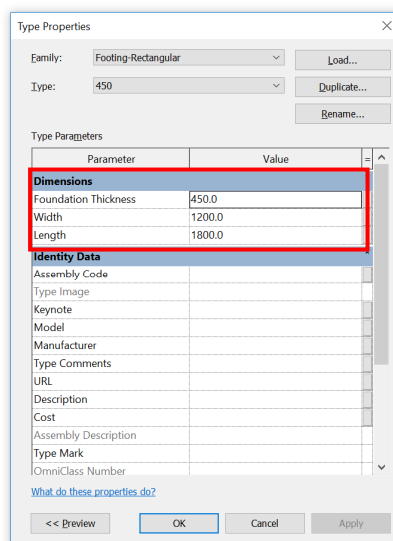 Type Properties
Family: Footing-Rectangular Load...
Type: 450 Duplicate...
Rename...
Type Parameters
Parameter Value =
Dimensions
Foundation Thickness 450.0
Width 1200.0
Length 1800.0
Identity Data
Assembly Code
Type Image
Keynote
Model
Manufacturer
Type Comments
URL
Description
Cost
Assembly Description
Type Mark
OmniClass Number
What do these properties do?
<< Preview OK Cancel Apply